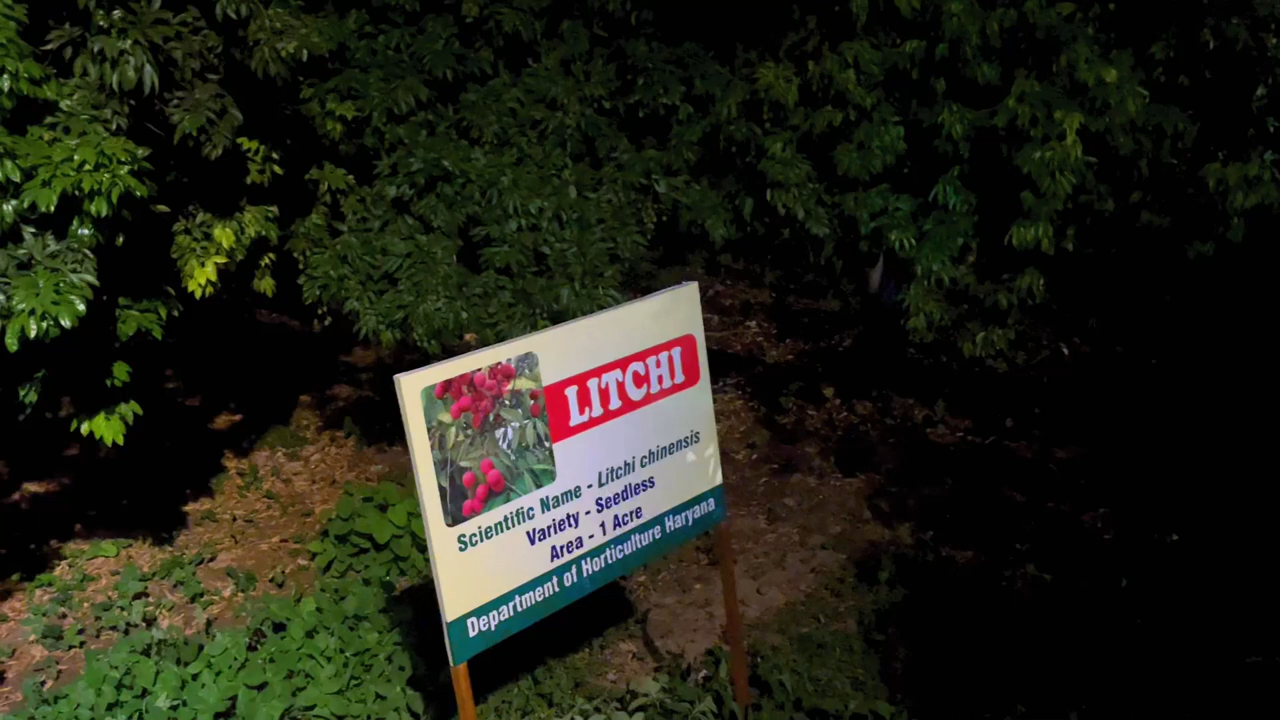 LITCHI
Scientific Name - Litchi chinensis
Variety - Seedless
Area - 1 Acre
Department of Horticulture Haryana